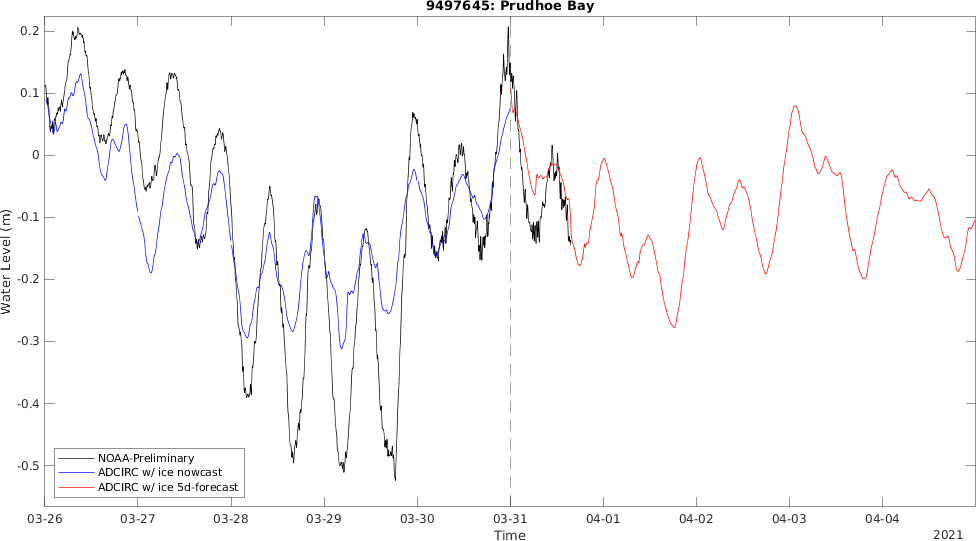 9497645: Prudhoe Bay
Water Level (m)
0.2
0.1
0
-0.1
-0.2
-0.3
-0.4
-0.5
NOAA-Preliminary
ADCIRC w/ ice nowcast
ADCIRC w/ ice 5d-forecast
03-26 03-27 03-28 03-29 03-30 03-31 04-01 04-02 04-03 04-04
Time
2021